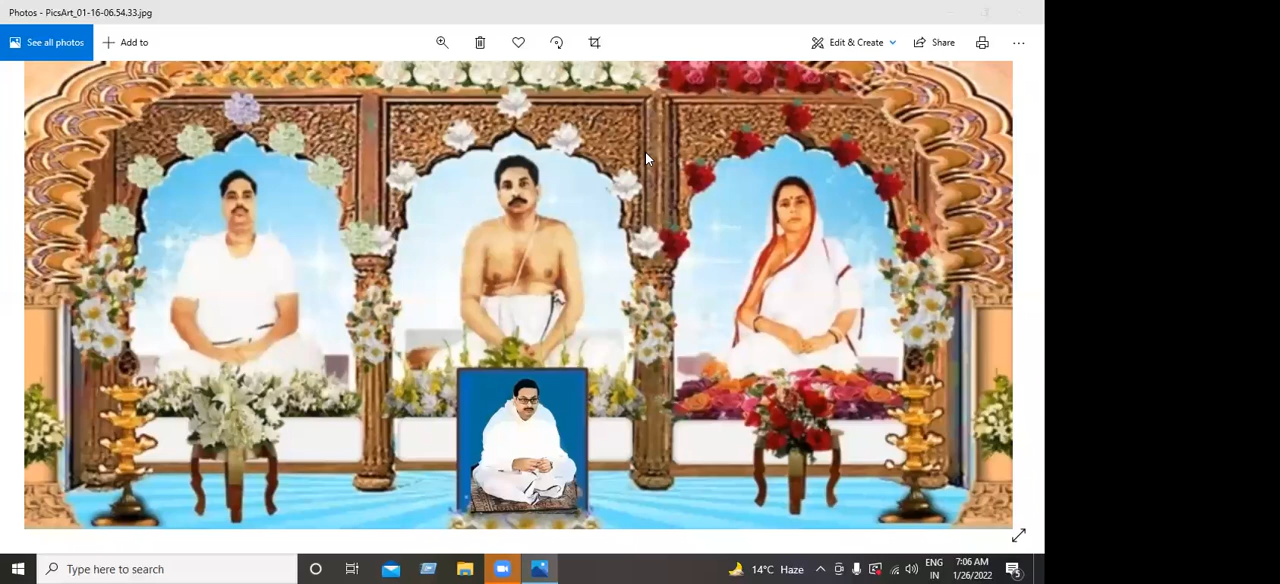 Photos - PicsArt_01-16-06.54.33.jpg
See all photos
Add to
Edit & Create
Share
Type here to search
14°C Haze
ENG
IN
7:06 AM
1/26/2022
5